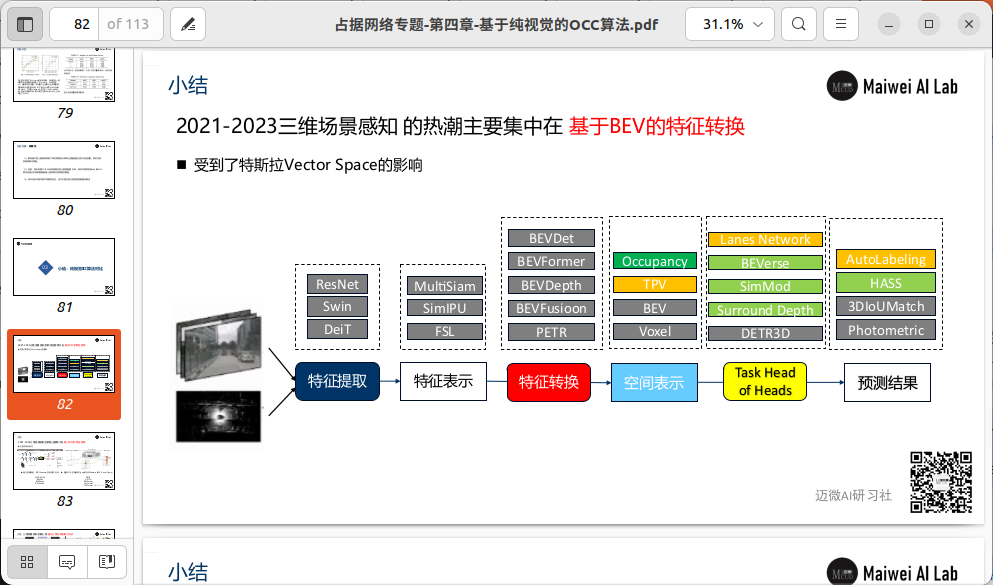 82
of 113
占据网络专题-第四章-基于纯视觉的OCC算法.pdf
31.1%
79
80
81
82
83
小结
Maiwei AI Lab
2021-2023三维场景感知 的热潮主要集中在 基于BEV的特征转换
受到了特斯拉Vector Space的影响
ResNet
Swin
DeiT
MultiSiam
SimIPU
FSL
BEVDet
BEVFormer
BEVDepth
BEVFusioon
PETR
Occupancy
TPV
BEV
Voxel
Lanes Network
BEVerse
SimMod
Surround Depth
DETR3D
AutoLabeling
HASS
3DIoUMatch
Photometric
特征提取
特征表示
特征转换
空间表示
Task Head
of Heads
预测结果
迈微AI研习社
小结
Maiwei AI Lab